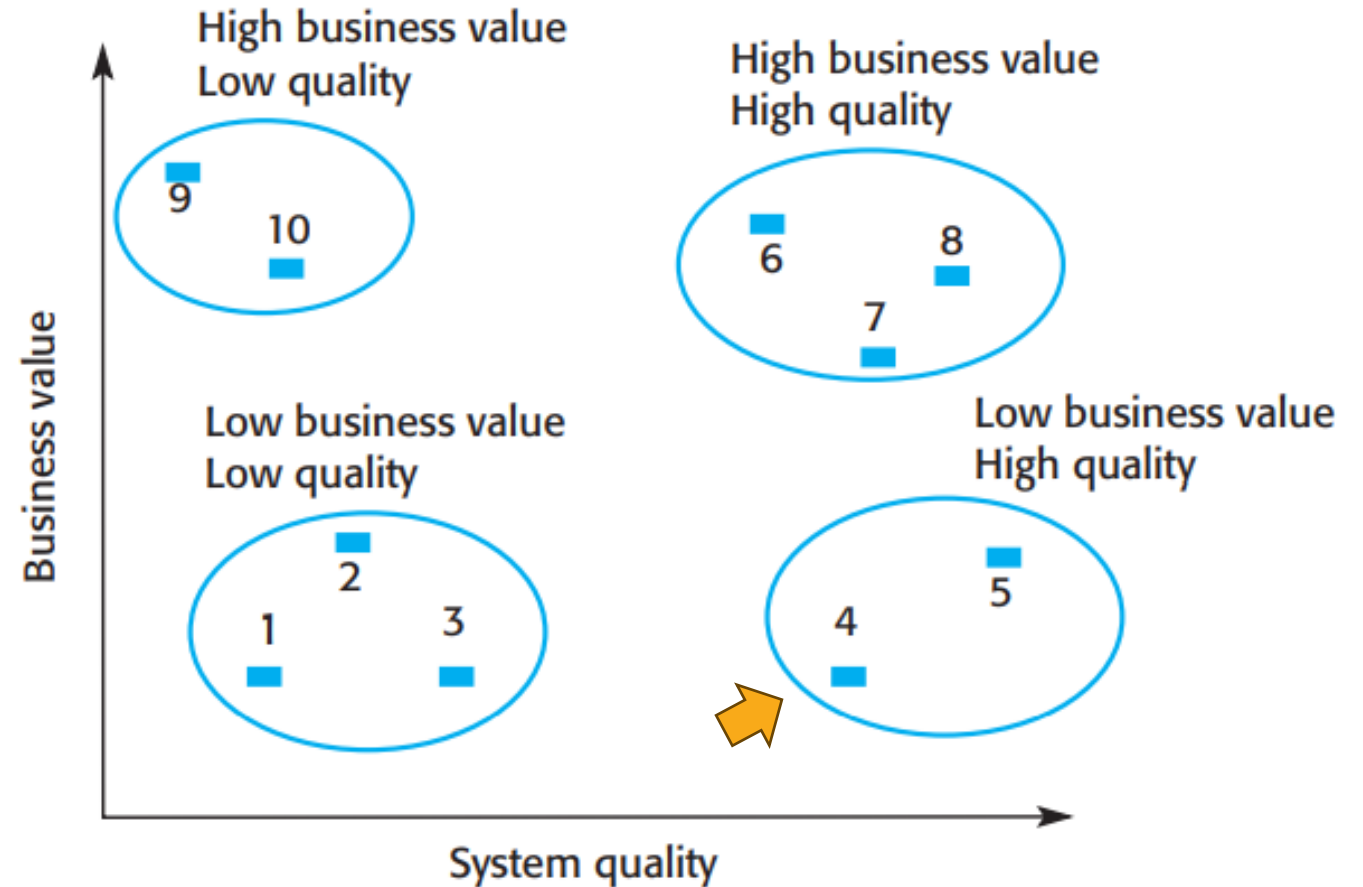 High business value
Low quality
High business value
High quality
9
10
6
8
7
Business value
Low business value
Low quality
Low business value
High quality
2
1
3
5
4
System quality